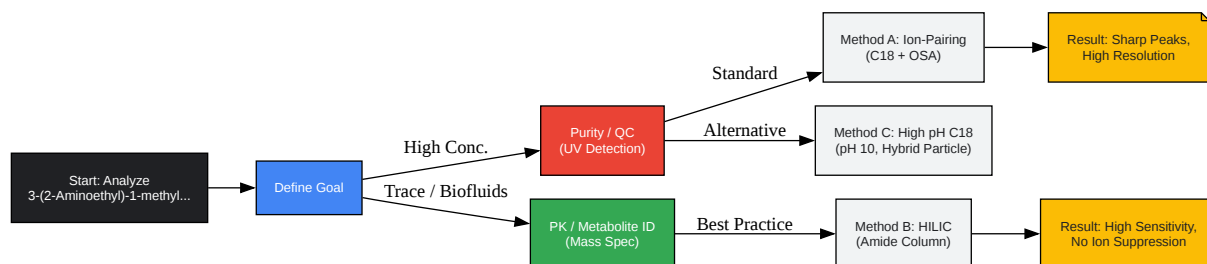 Start: Analyze
3-(2-Aminoethyl)-1-methyl...
Define Goal
High Conc.
Trace / Biofluids
Purity / QC
(UV Detection)
PK / Metabolite ID
(Mass Spec)
Standard
Alternative
Best Practice
Method A: Ion-Pairing
(C18 + OSA)
Method C: High pH C18
(pH 10, Hybrid Particle)
Method B: HILIC
(Amide Column)
Result: Sharp Peaks,
High Resolution
Result: High Sensitivity,
No Ion Suppression